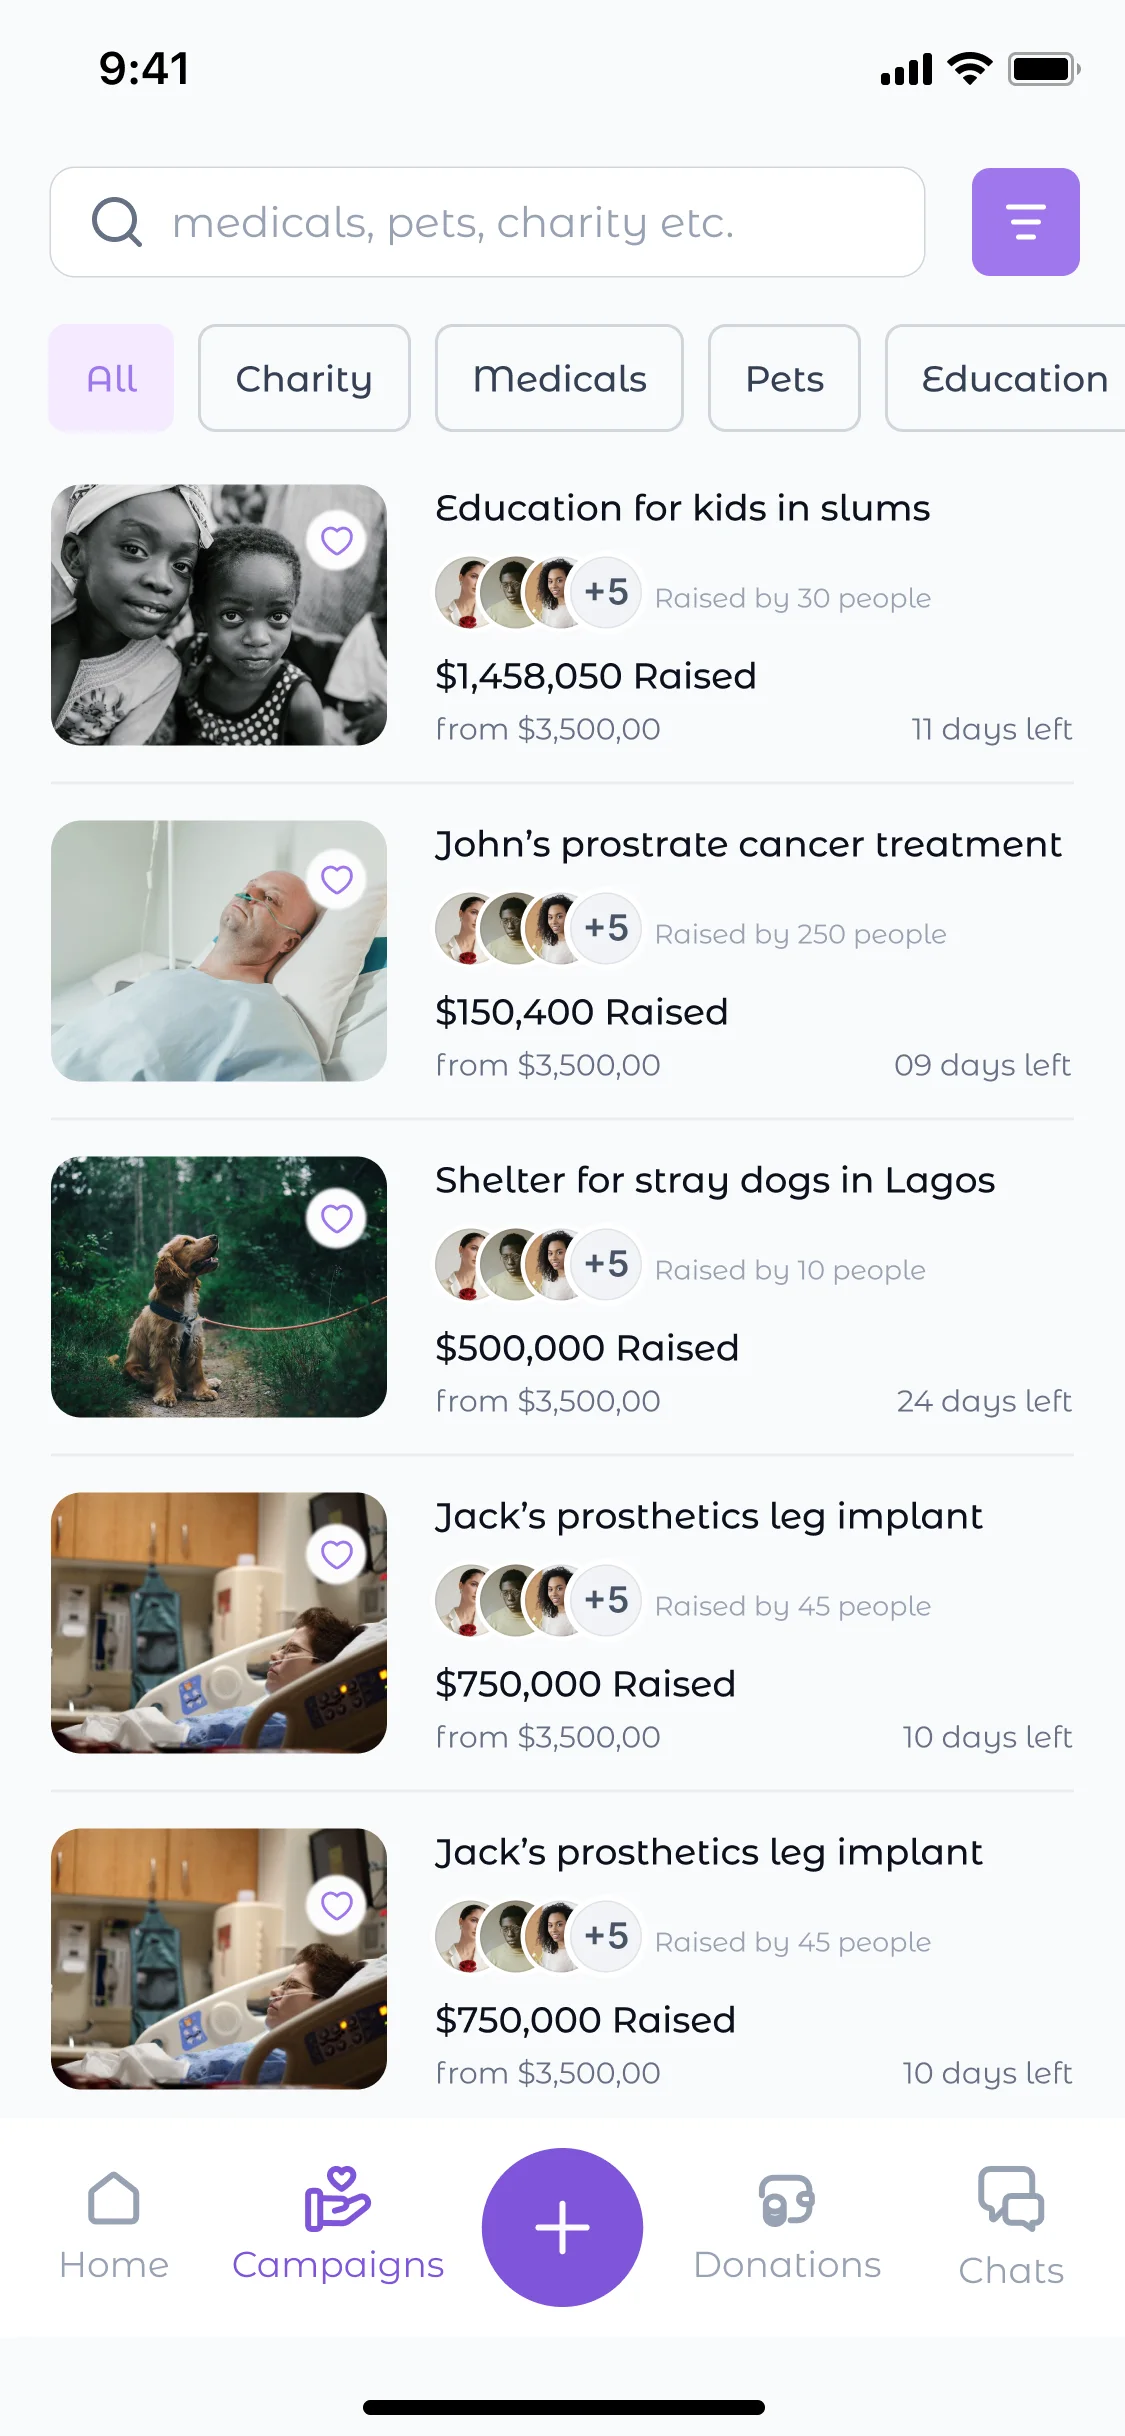 9:41
medicals, pets, charity etc.
All Charity Medicals Pets Education
Education for kids in slums
+5 Raised by 30 people
$1,458,050 Raised
from $3,500,00 11 days left
John’s prostrate cancer treatment
+5 Raised by 250 people
$150,400 Raised
from $3,500,00 09 days left
Shelter for stray dogs in Lagos
+5 Raised by 10 people
$500,000 Raised
from $3,500,00 24 days left
Jack’s prosthetics leg implant
+5 Raised by 45 people
$750,000 Raised
from $3,500,00 10 days left
Jack’s prosthetics leg implant
+5 Raised by 45 people
$750,000 Raised
from $3,500,00 10 days left
Home Campaigns Donations Chats